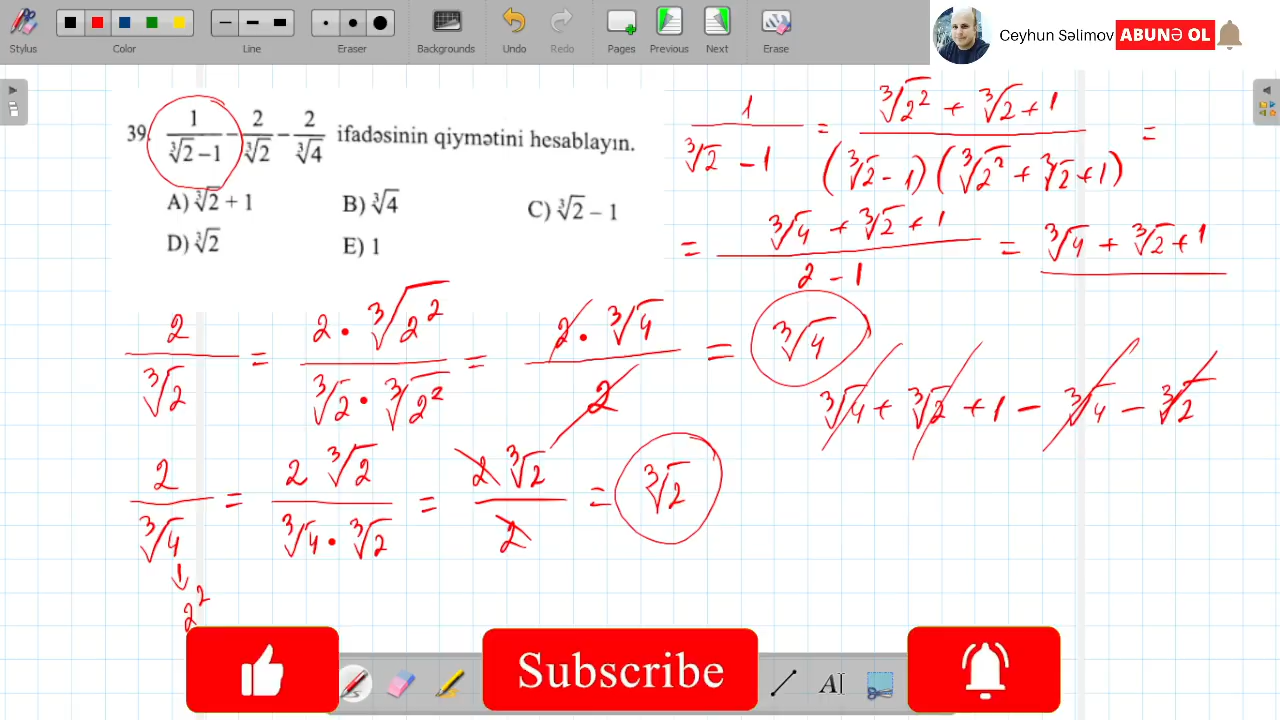 Stylus Color Line Eraser Backgrounds Undo Redo Pages Previous Next Erase
Ceyhun Səlimov ABUNƏ OL
39. 1/(∛2 − 1) − 2/∛2 − 2/∛4 ifadəsinin qiymətini hesablayın.
A) ∛2 + 1 B) ∛4 C) ∛2 − 1
D) ∛2 E) 1
1/(∛2 − 1) = (∛2² + ∛2 + 1)/((∛2 − 1)(∛2² + ∛2 + 1)) =
= (∛4 + ∛2 + 1)/(2 − 1) = ∛4 + ∛2 + 1
2/∛2 = (2 · ∛2²)/(∛2 · ∛2²) = (2 · ∛4)/2 = ∛4
∛4 + ∛2 + 1 − ∛4 − ∛2
2/∛4 = (2 ∛2)/(∛4 · ∛2) = (2 ∛2)/2 = ∛2
↓
2²
Subscribe
AI